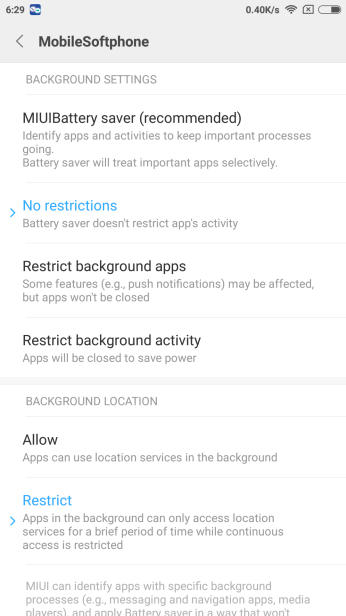 6:29
0.40K/s
MobileSoftphone
BACKGROUND SETTINGS
MIUIBattery saver (recommended)
Identify apps and activities to keep important processes
going.
Battery saver will treat important apps selectively.
No restrictions
Battery saver doesn't restrict app's activity
Restrict background apps
Some features (e.g., push notifications) may be affected,
but apps won't be closed
Restrict background activity
Apps will be closed to save power
BACKGROUND LOCATION
Allow
Apps can use location services in the background
Restrict
Apps in the background can only access location
services for a brief period of time while continuous
access is restricted
MIUI can identify apps with specific background
processes (e.g., messaging and navigation apps, media
players), and apply Battery saver in a way that won't